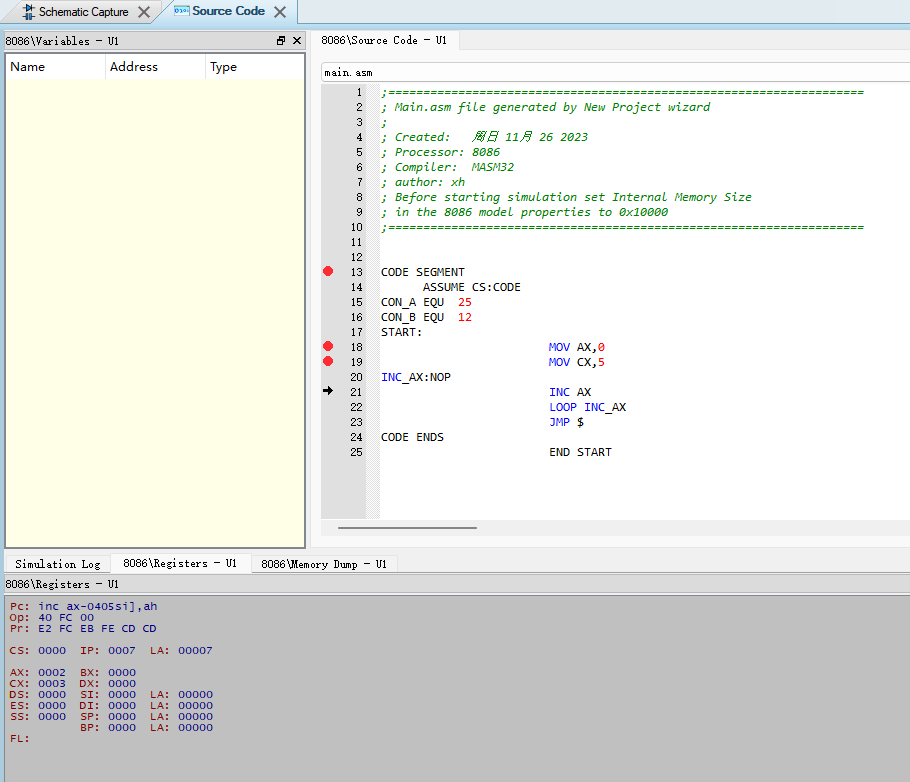 Schematic Capture
Source Code
8086\Variables - U1
8086\Source Code - U1
Name Address Type
main.asm
1 ;====================================================================
2 ; Main.asm file generated by New Project wizard
3 ;
4 ; Created:   周日 11月 26 2023
5 ; Processor: 8086
6 ; Compiler:  MASM32
7 ; author: xh
8 ; Before starting simulation set Internal Memory Size
9 ; in the 8086 model properties to 0x10000
10 ;====================================================================
11
12
13 CODE SEGMENT
14 ASSUME CS:CODE
15 CON_A EQU  25
16 CON_B EQU  12
17 START:
18 MOV AX,0
19 MOV CX,5
20 INC_AX:NOP
21 INC AX
22 LOOP INC_AX
23 JMP $
24 CODE ENDS
25 END START
Simulation Log
8086\Registers - U1
8086\Memory Dump - U1
8086\Registers - U1
Pc: inc ax-0405si],ah
Op: 40 FC 00
Pr: E2 FC EB FE CD CD
CS: 0000  IP: 0007  LA: 00007
AX: 0002  BX: 0000
CX: 0003  DX: 0000
DS: 0000  SI: 0000  LA: 00000
ES: 0000  DI: 0000  LA: 00000
SS: 0000  SP: 0000  LA: 00000
BP: 0000  LA: 00000
FL: